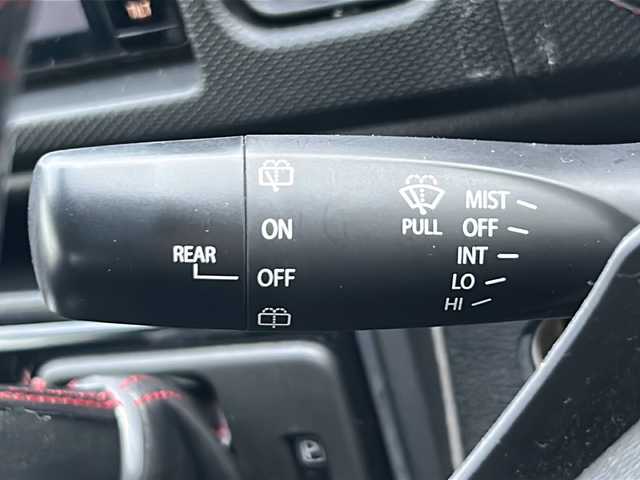 REAR
ON
OFF
PULL
MIST
OFF
INT
LO
HI